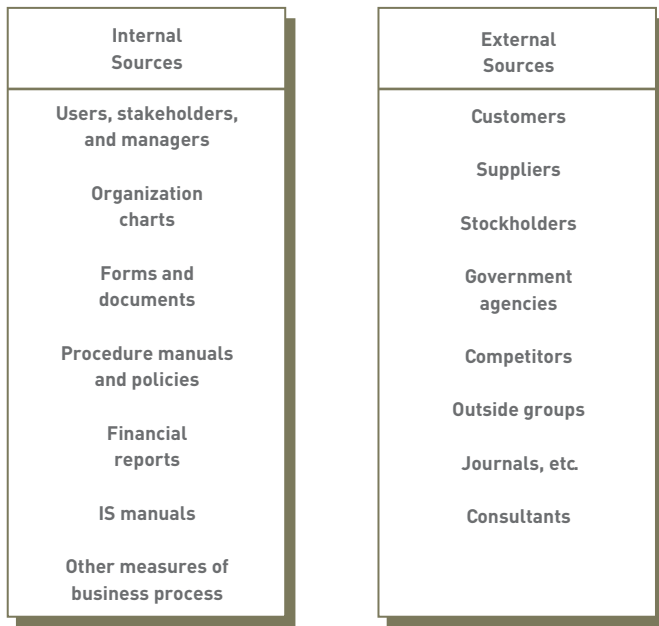 Internal
Sources
Users, stakeholders,
and managers
Organization
charts
Forms and
documents
Procedure manuals
and policies
Financial
reports
IS manuals
Other measures of
business process
External
Sources
Customers
Suppliers
Stockholders
Government
agencies
Competitors
Outside groups
Journals, etc.
Consultants